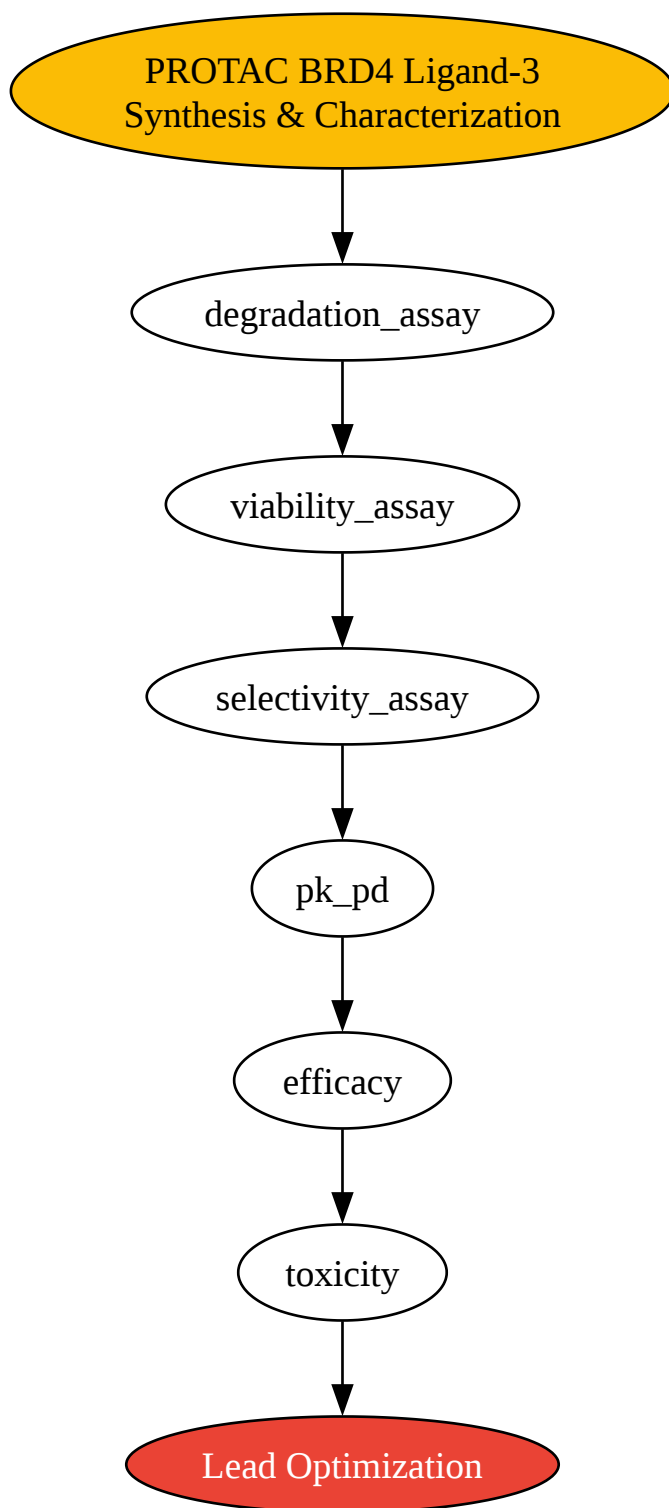 PROTAC BRD4 Ligand-3
Synthesis & Characterization
degradation_assay
viability_assay
selectivity_assay
pk_pd
efficacy
toxicity
Lead Optimization